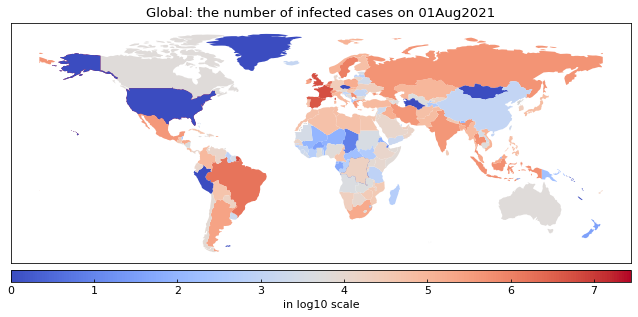 Global: the number of infected cases on 01Aug2021
0 1 2 3 4 5 6 7
in log10 scale